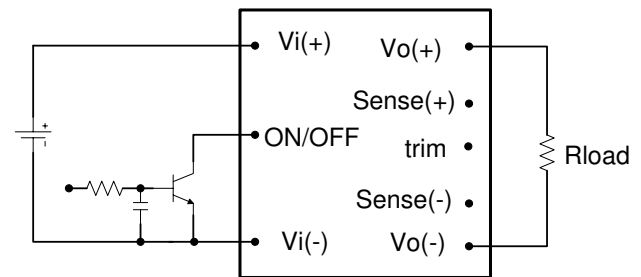 Vi(+)
Vo(+)
Sense(+)
ON/OFF
trim
Rload
Sense(-)
Vi(-)
Vo(-)
+
-